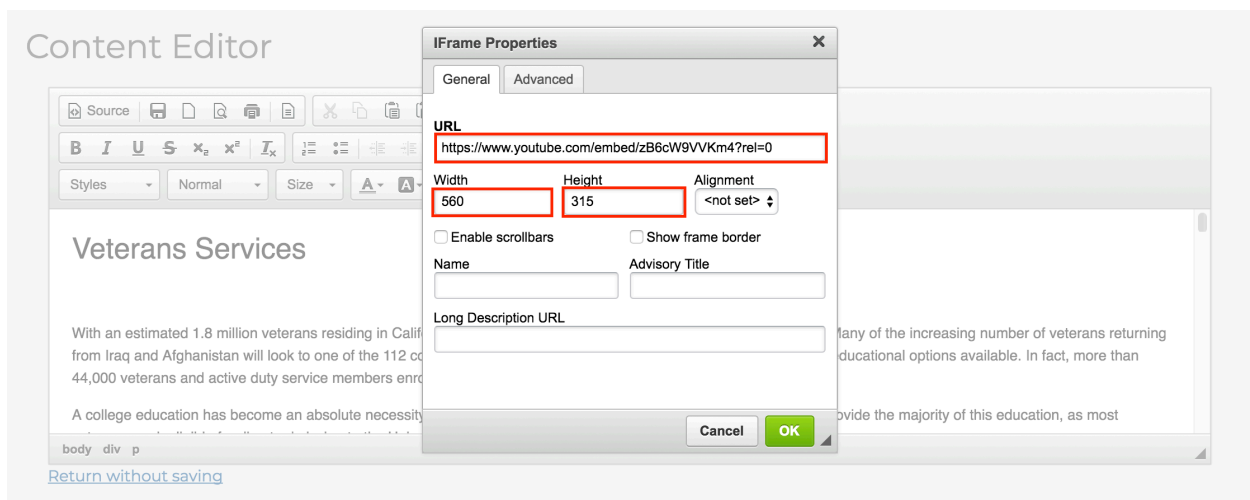 Content Editor
IFrame Properties
General Advanced
Source
URL
https://www.youtube.com/embed/zB6cW9VVKm4?rel=0
B I U S x₂ x² Tx
Width Height Alignment
Styles Normal Size A A
560 315 <not set>
Enable scrollbars Show frame border
Veterans Services
Name Advisory Title
Long Description URL
With an estimated 1.8 million veterans residing in Many of the increasing number of veterans returning
from Iraq and Afghanistan will look to one of the 112 educational options available. In fact, more than
44,000 veterans and active duty service members
A college education has become an absolute necessity the majority of this education, as most
Cancel OK
body div p
Return without saving